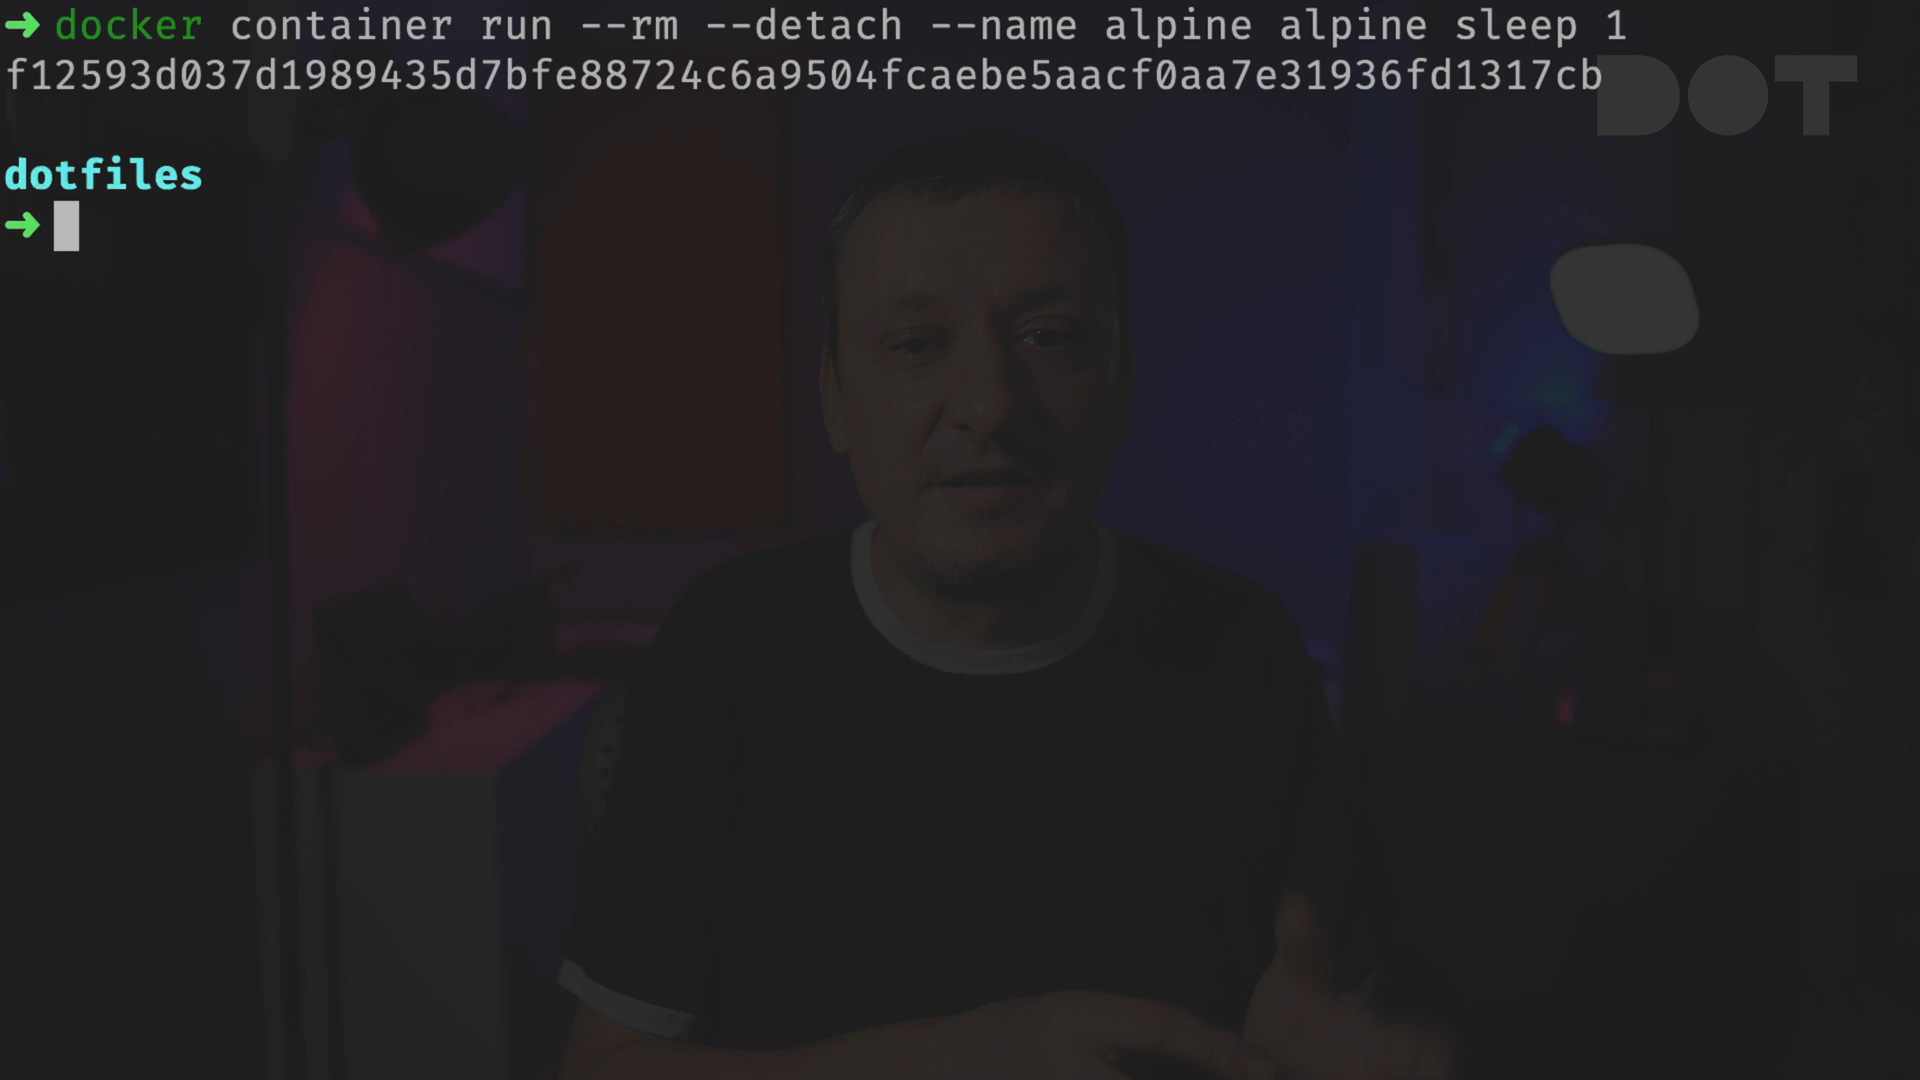 ➜ docker container run --rm --detach --name alpine alpine sleep 1
f12593d037d1989435d7bfe88724c6a9504fcaebe5aacf0aa7e31936fd1317cb
DOT
dotfiles
➜